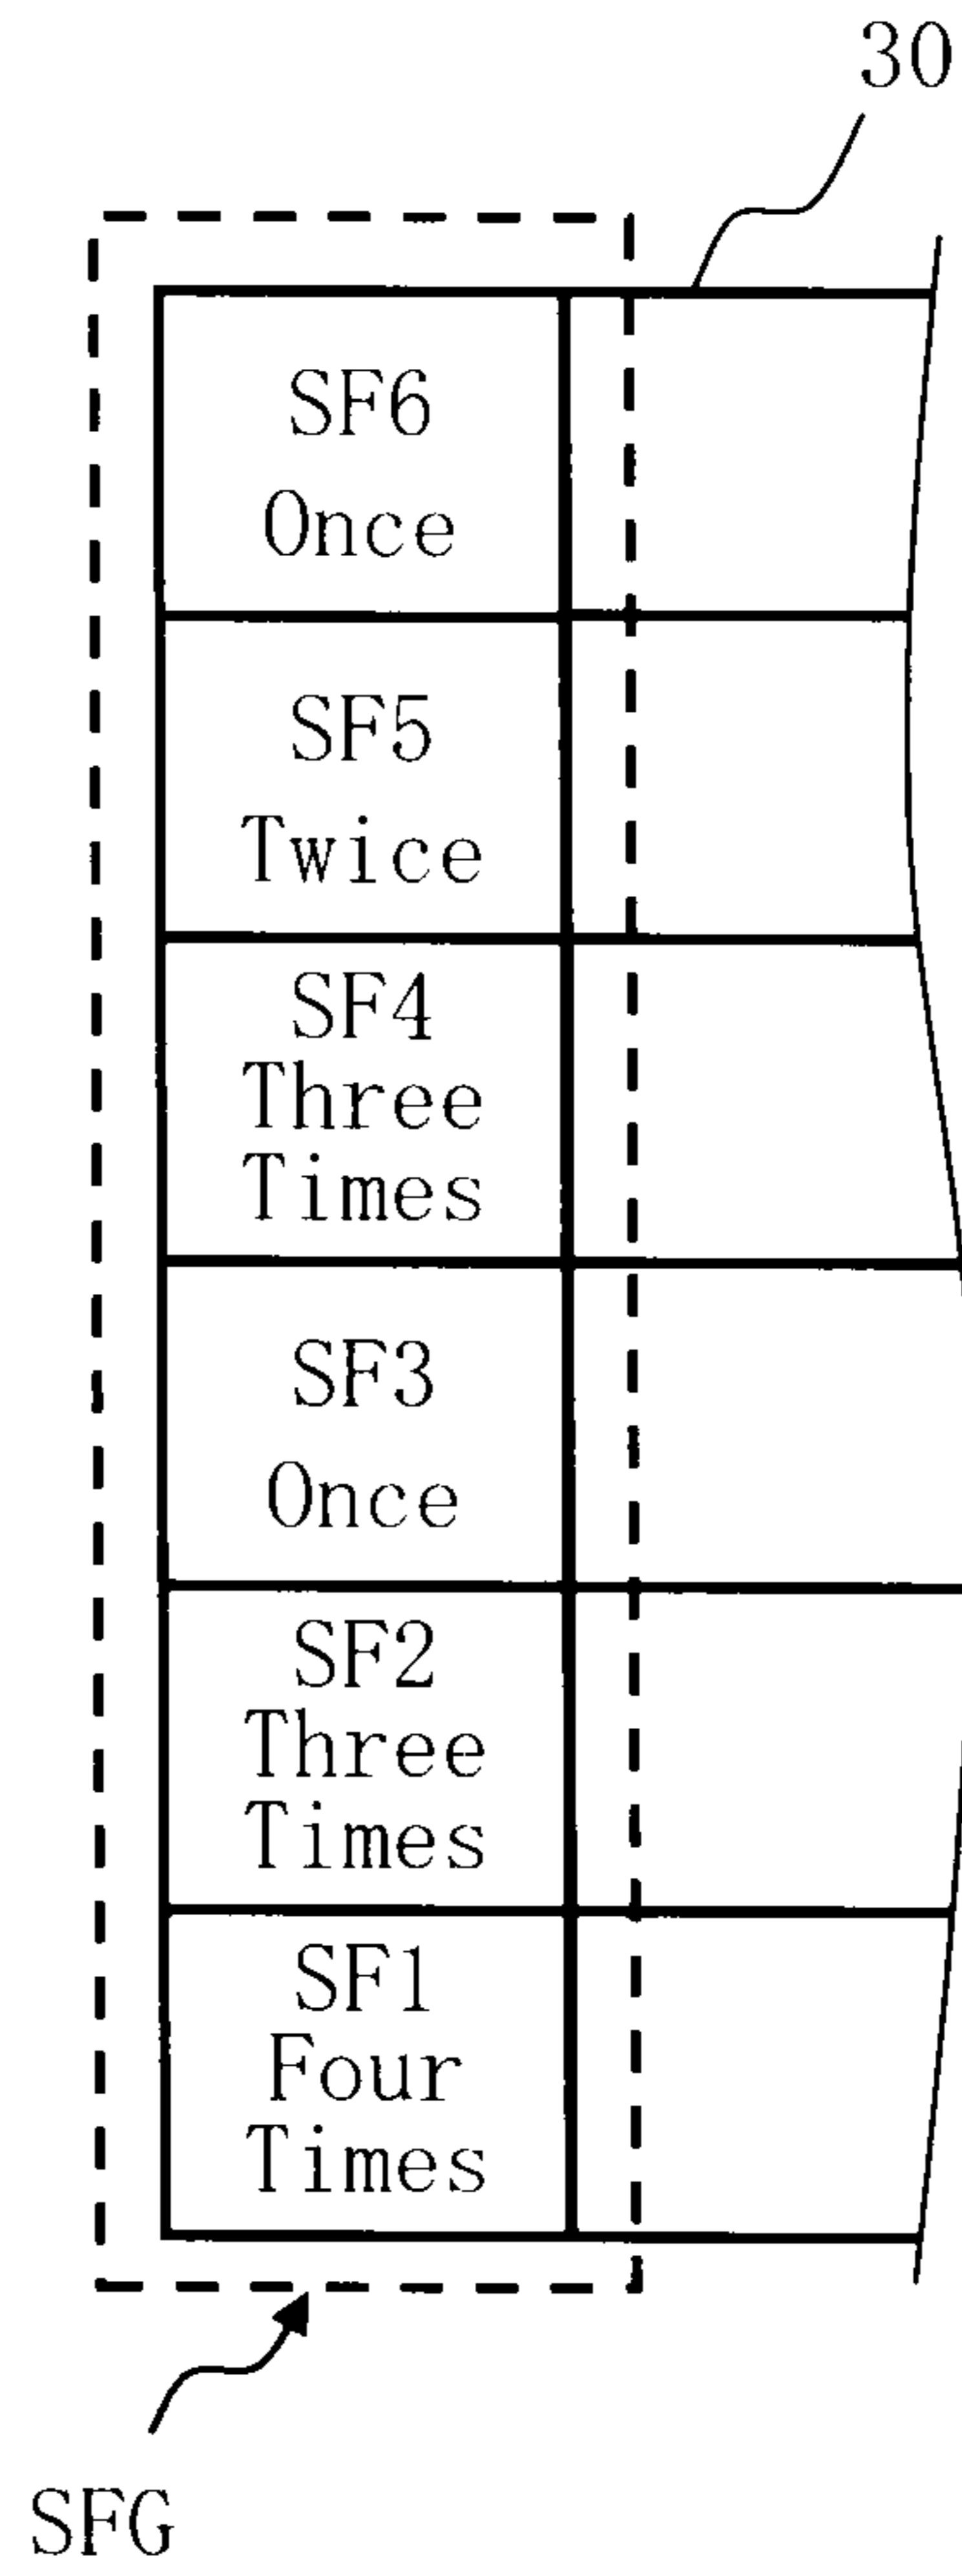 30
SF6
Once
SF5
Twice
SF4
Three
Times
SF3
Once
SF2
Three
Times
SF1
Four
Times
SFG